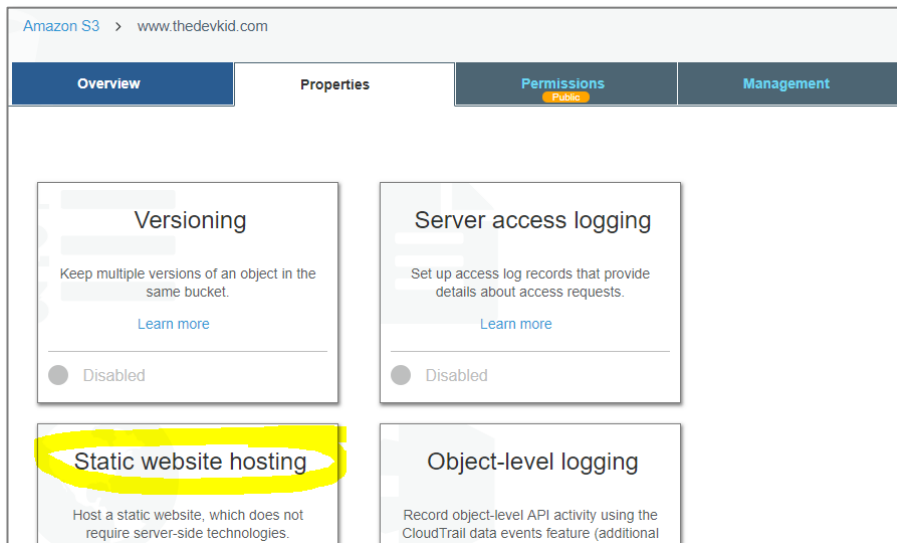 Amazon S3 > www.thedevkid.com
Overview Properties Permissions Management
Public
Versioning
Keep multiple versions of an object in the
same bucket.
Learn more
Disabled
Server access logging
Set up access log records that provide
details about access requests.
Learn more
Disabled
Static website hosting
Host a static website, which does not
require server-side technologies.
Object-level logging
Record object-level API activity using the
CloudTrail data events feature (additional